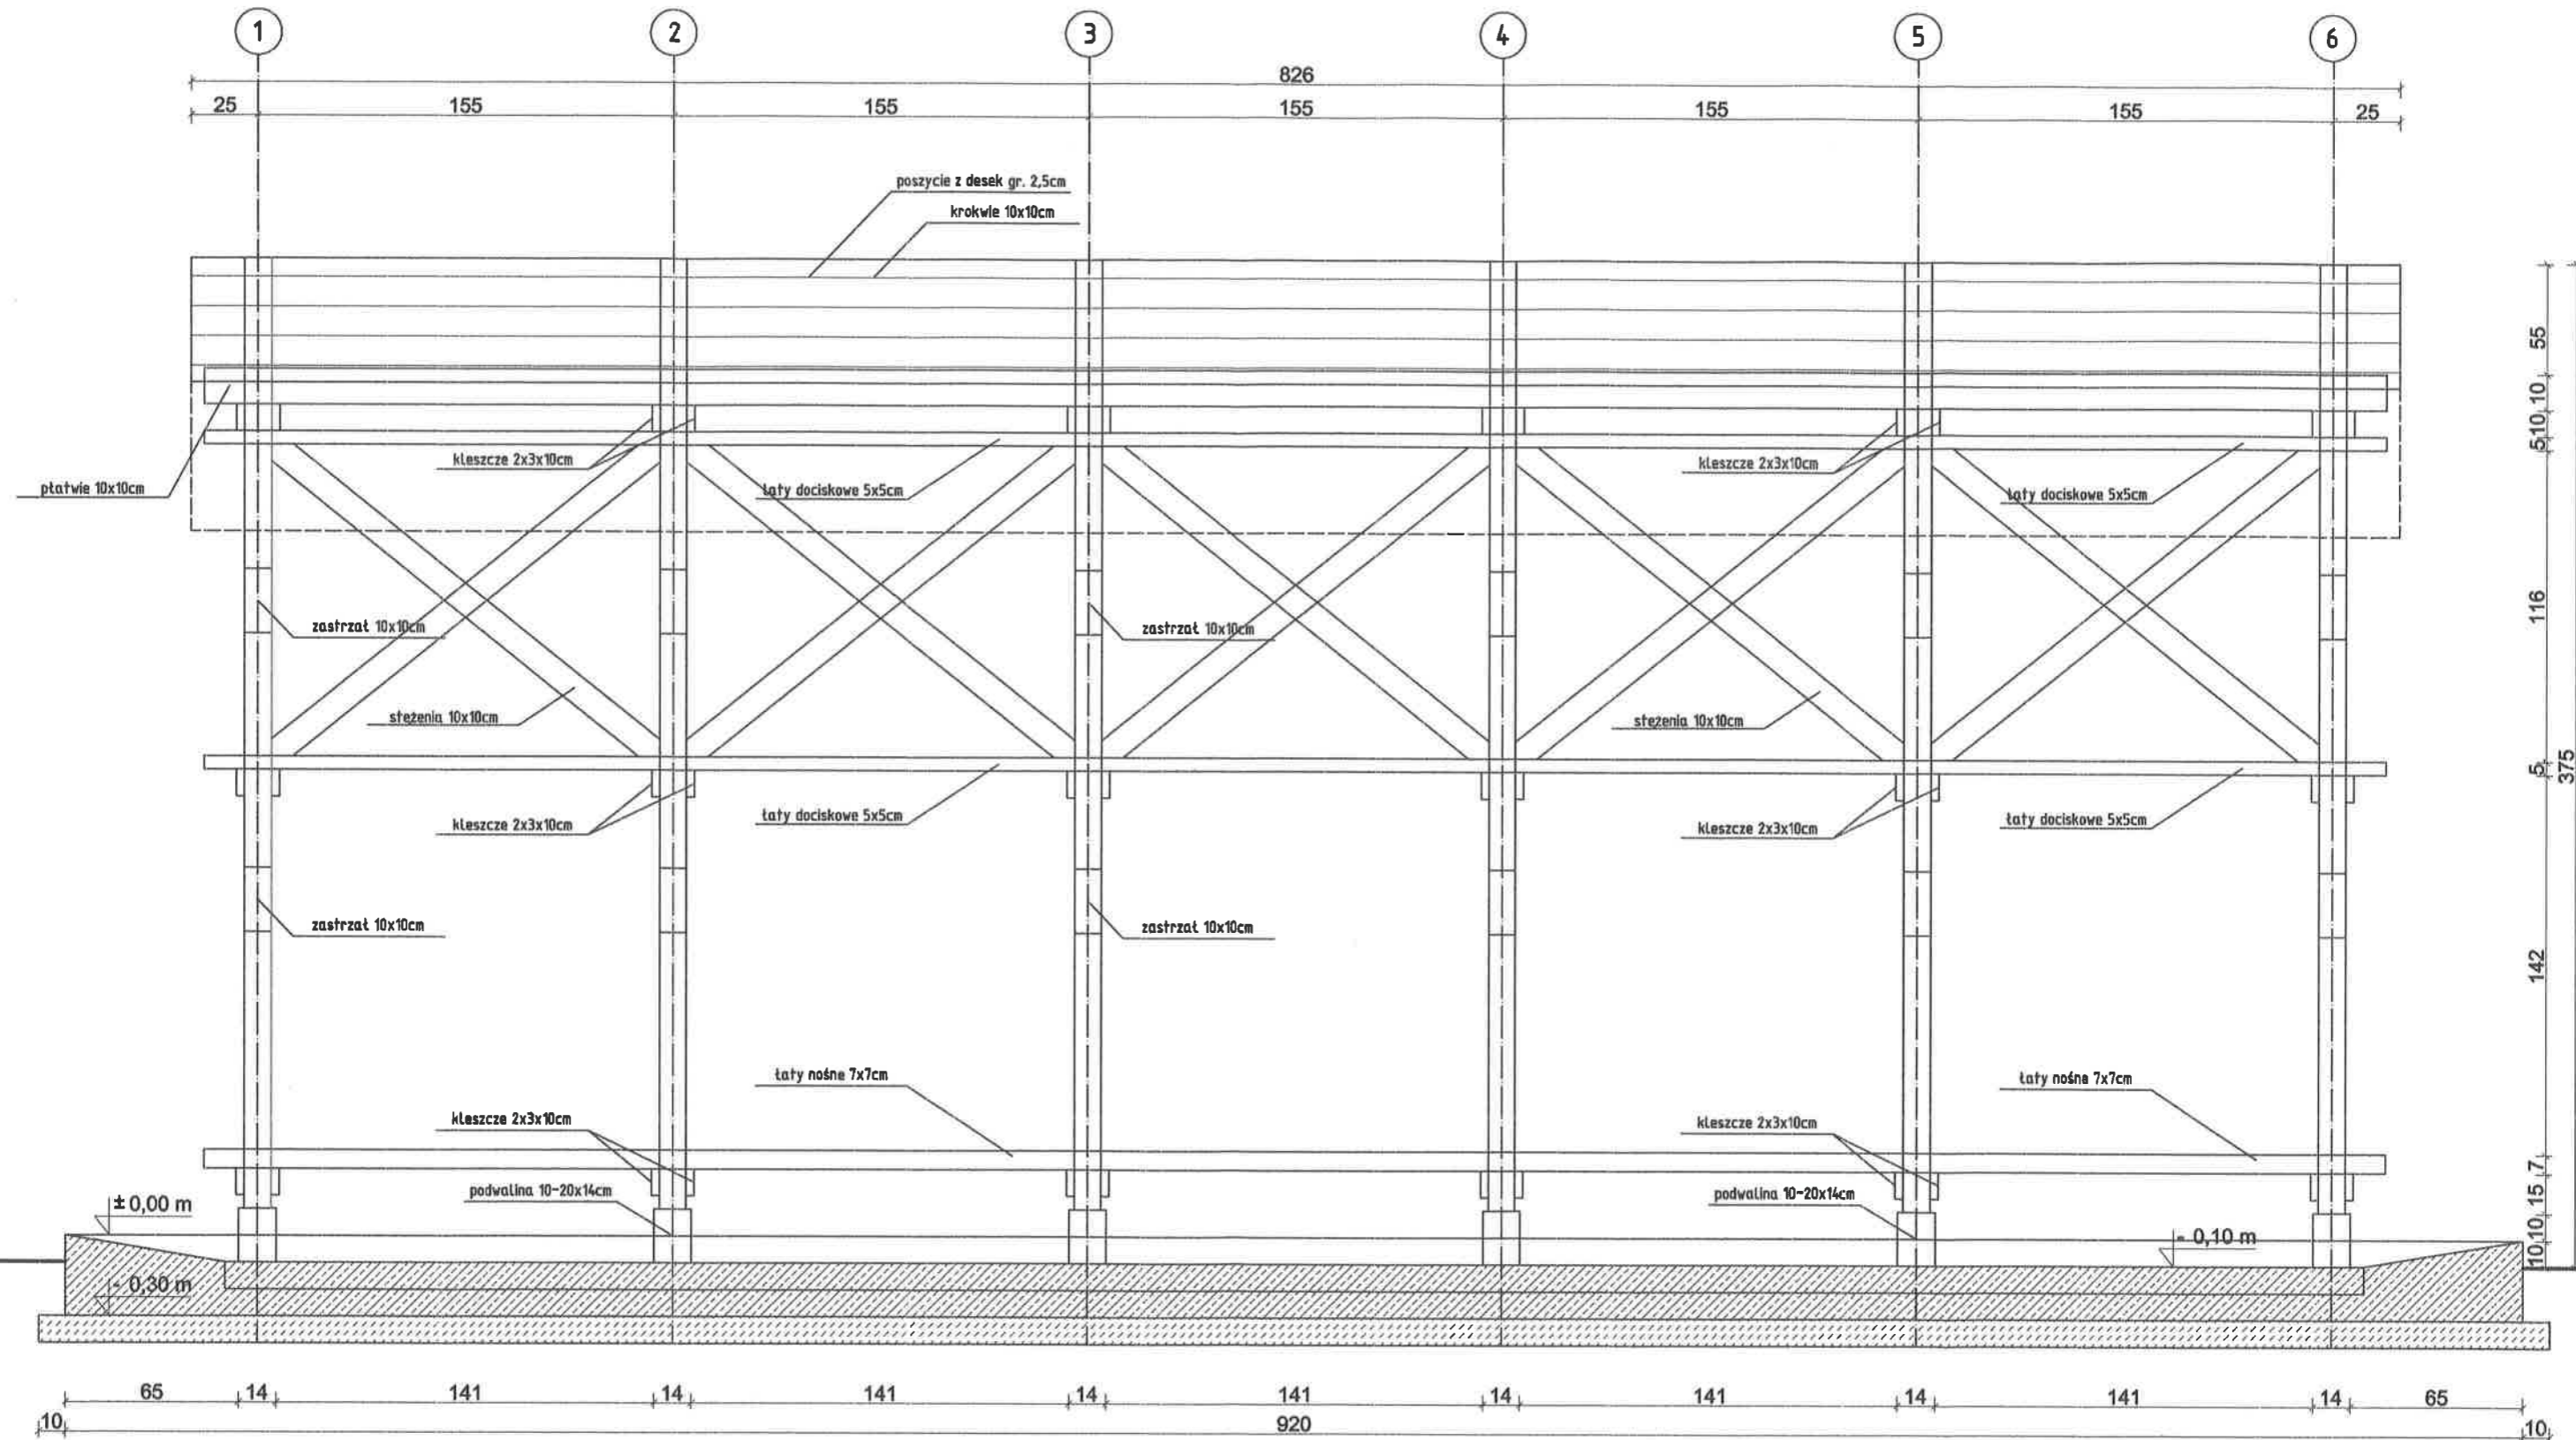 1 2 3 4 5 6
826
25 155 155 155 155 155 25
poszycie z desek gr. 2,5cm
krokwie 10x10cm
55
10
10
5
kleszcze 2x3x10cm
kleszcze 2x3x10cm
płatwie 10x10cm
łaty dociskowe 5x5cm
łaty dociskowe 5x5cm
116
zastrzał 10x10cm
zastrzał 10x10cm
stężenia 10x10cm
stężenia 10x10cm
5
375
kleszcze 2x3x10cm
łaty dociskowe 5x5cm
kleszcze 2x3x10cm
łaty dociskowe 5x5cm
zastrzał 10x10cm
zastrzał 10x10cm
142
łaty nośne 7x7cm
łaty nośne 7x7cm
kleszcze 2x3x10cm
kleszcze 2x3x10cm
7
podwalina 10-20x14cm
podwalina 10-20x14cm
15
± 0,00 m
10
- 0,10 m
10
- 0,30 m
65 14 141 14 141 14 141 14 141 14 141 14 65
10 920 10